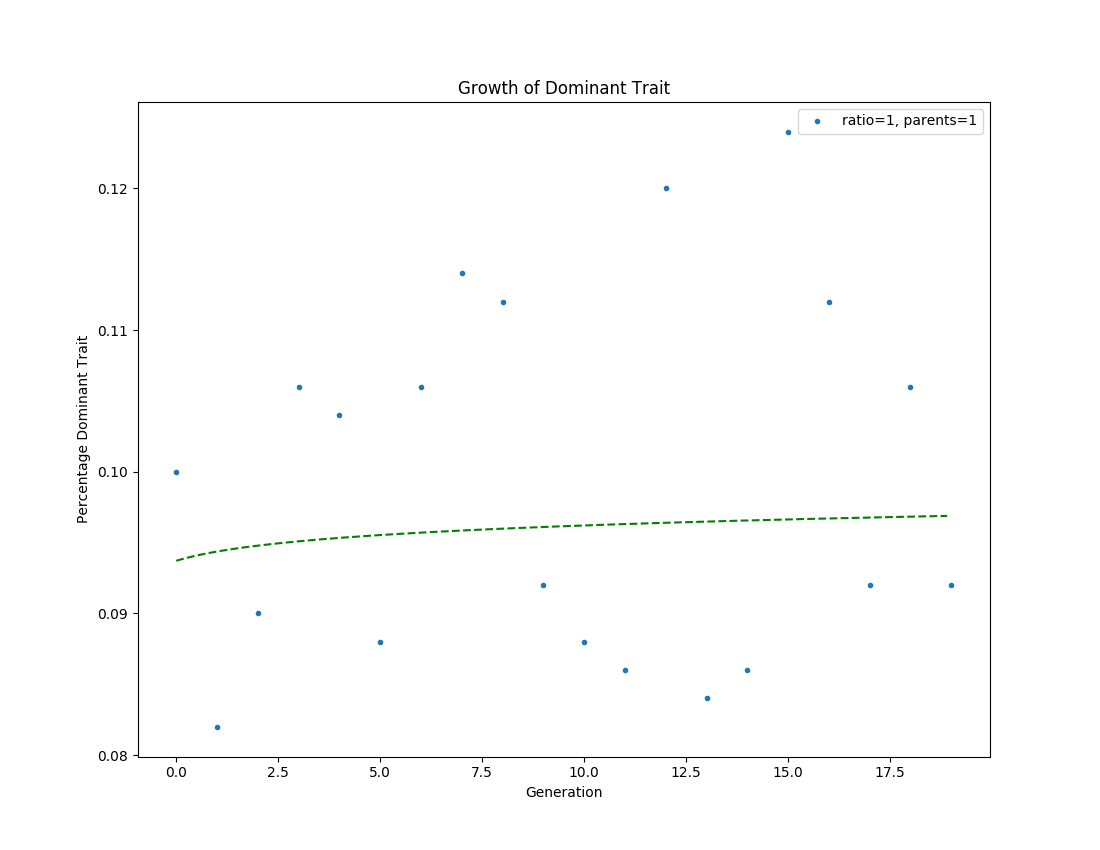 Growth of Dominant Trait
ratio=1, parents=1
Percentage Dominant Trait
0.12
0.11
0.10
0.09
0.08
0.0 2.5 5.0 7.5 10.0 12.5 15.0 17.5
Generation